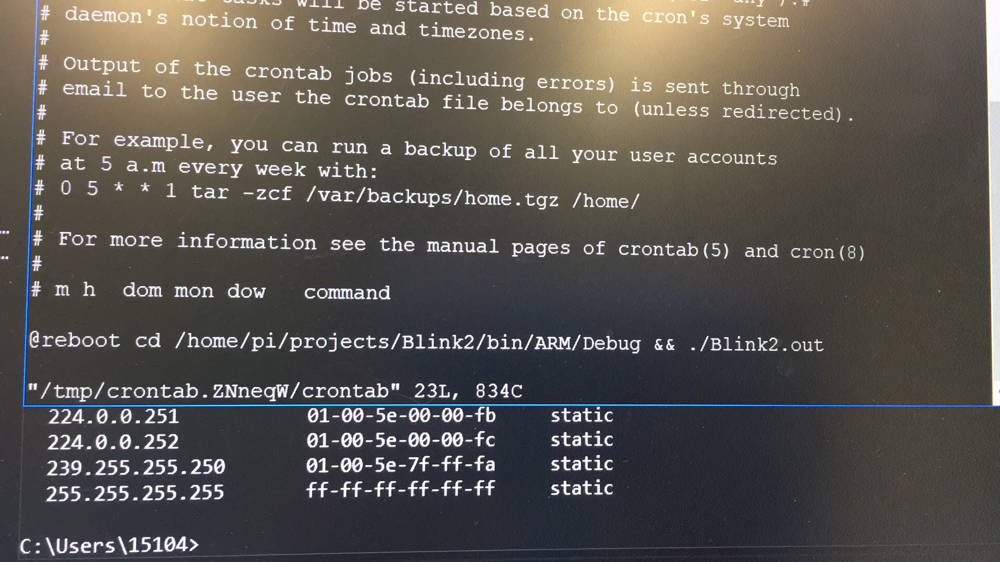 will be started based on the cron's system
# daemon's notion of time and timezones.
#
# Output of the crontab jobs (including errors) is sent through
# email to the user the crontab file belongs to (unless redirected).
#
# For example, you can run a backup of all your user accounts
# at 5 a.m every week with:
# 0 5 * * 1 tar -zcf /var/backups/home.tgz /home/
#
# For more information see the manual pages of crontab(5) and cron(8)
#
# m h  dom mon dow   command
@reboot cd /home/pi/projects/Blink2/bin/ARM/Debug && ./Blink2.out
"/tmp/crontab.ZNneqW/crontab" 23L, 834C
224.0.0.251 01-00-5e-00-00-fb static
224.0.0.252 01-00-5e-00-00-fc static
239.255.255.250 01-00-5e-7f-ff-fa static
255.255.255.255 ff-ff-ff-ff-ff-ff static
C:\Users\15104>